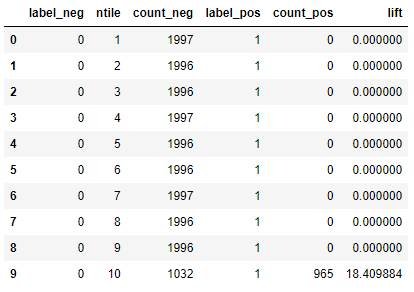 label_neg ntile count_neg label_pos count_pos lift
0 0 1 1997 1 0 0.000000
1 0 2 1996 1 0 0.000000
2 0 3 1996 1 0 0.000000
3 0 4 1997 1 0 0.000000
4 0 5 1996 1 0 0.000000
5 0 6 1996 1 0 0.000000
6 0 7 1997 1 0 0.000000
7 0 8 1996 1 0 0.000000
8 0 9 1996 1 0 0.000000
9 0 10 1032 1 965 18.409884